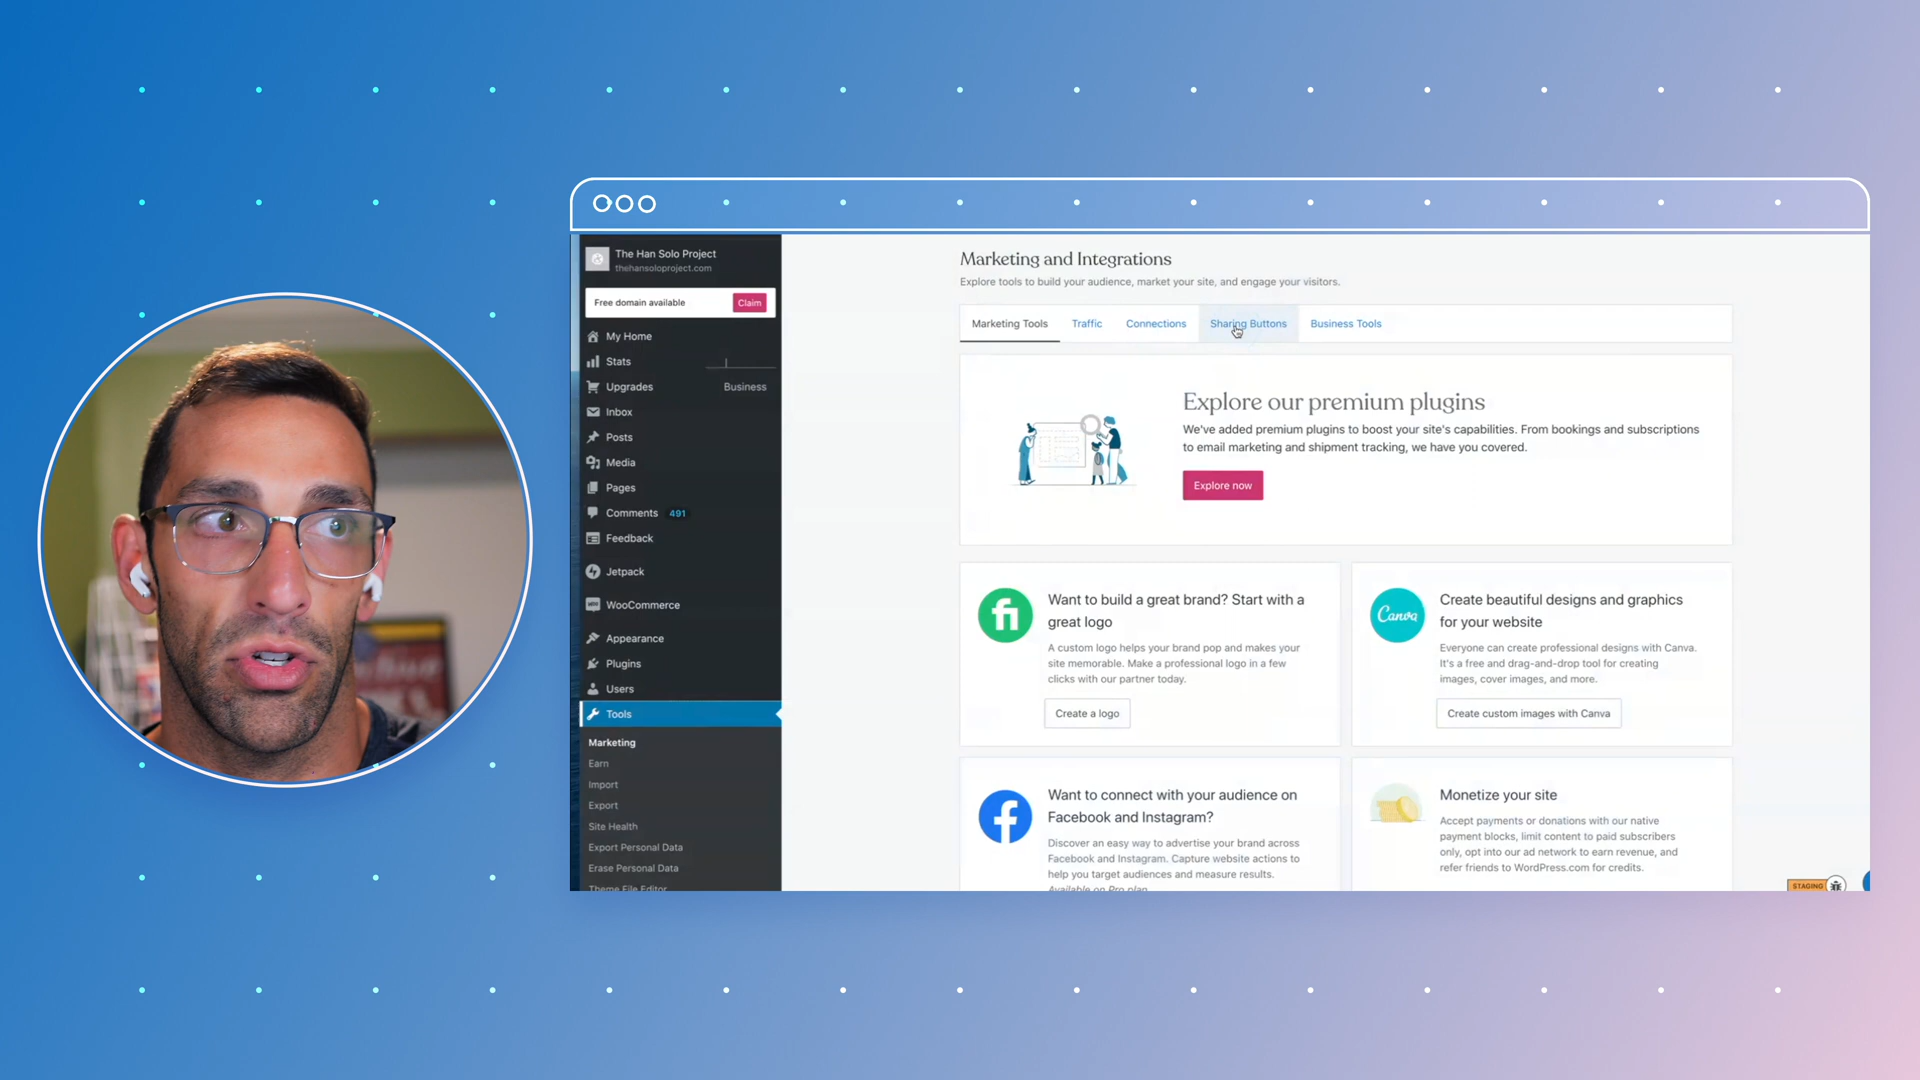 The Han Solo Project
thehansoloproject.com
Free domain available
Claim
My Home
Stats
Upgrades
Business
Inbox
Posts
Media
Pages
Comments 491
Feedback
Jetpack
WooCommerce
Appearance
Plugins
Users
Tools
Marketing
Earn
Import
Export
Site Health
Export Personal Data
Erase Personal Data
Theme File Editor
Marketing and Integrations
Explore tools to build your audience, market your site, and engage your visitors.
Marketing Tools
Traffic
Connections
Sharing Buttons
Business Tools
Explore our premium plugins
We've added premium plugins to boost your site's capabilities. From bookings and subscriptions
to email marketing and shipment tracking, we have you covered.
Explore now
fi
Want to build a great brand? Start with a
great logo
A custom logo helps your brand pop and makes your
site memorable. Make a professional logo in a few
clicks with our partner today.
Create a logo
Canva
Create beautiful designs and graphics
for your website
Everyone can create professional designs with Canva.
It's a free and drag-and-drop tool for creating
images, cover images, and more.
Create custom images with Canva
Want to connect with your audience on
Facebook and Instagram?
Discover an easy way to advertise your brand across
Facebook and Instagram. Capture website actions to
help you target audiences and measure results.
Available on Pro plan
Monetize your site
Accept payments or donations with our native
payment blocks, limit content to paid subscribers
only, opt into our ad network to earn revenue, and
refer friends to WordPress.com for credits.
STAGING